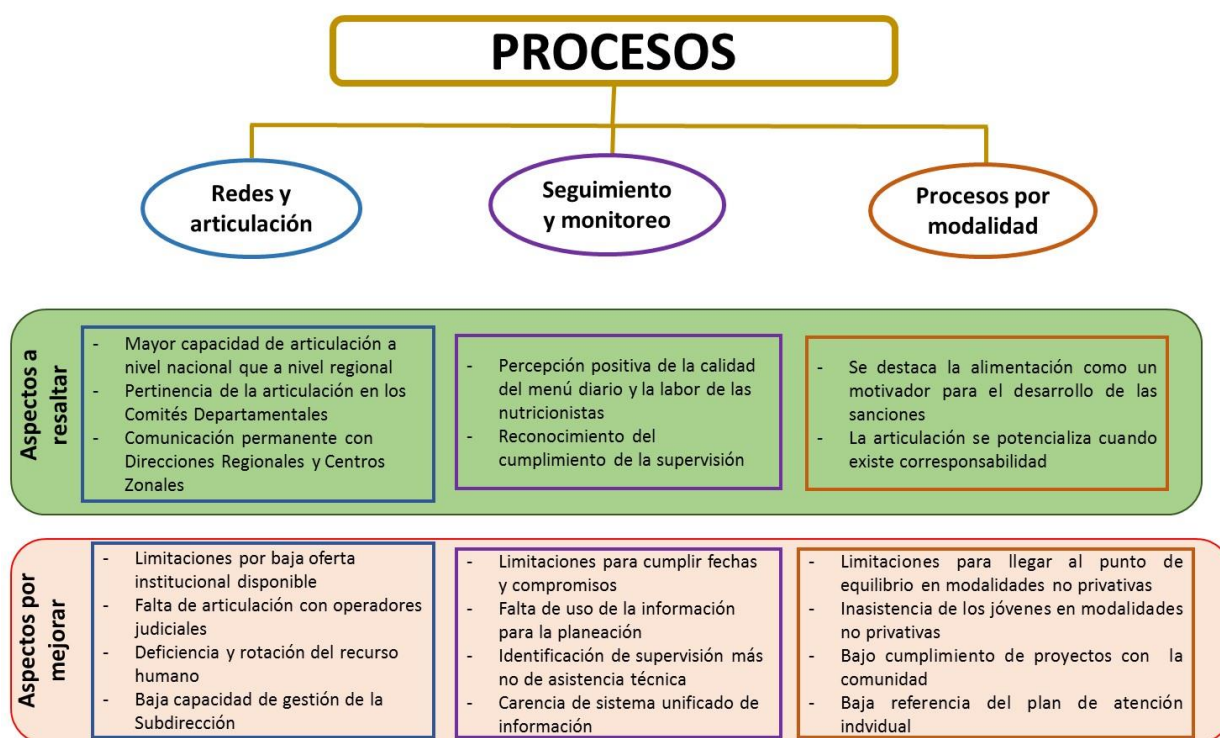 PROCESOS
Redes y
articulación
Seguimiento
y monitoreo
Procesos por
modalidad
Aspectos a
resaltar
- Mayor capacidad de articulación a
nivel nacional que a nivel regional
- Pertinencia de la articulación en los
Comités Departamentales
- Comunicación permanente con
Direcciones Regionales y Centros
Zonales
- Percepción positiva de la calidad
del menú diario y la labor de las
nutricionistas
- Reconocimiento del
cumplimiento de la supervisión
- Se destaca la alimentación como un
motivador para el desarrollo de las
sanciones
- La articulación se potencializa cuando
existe corresponsabilidad
Aspectos por
mejorar
- Limitaciones por baja oferta
institucional disponible
- Falta de articulación con operadores
judiciales
- Deficiencia y rotación del recurso
humano
- Baja capacidad de gestión de la
Subdirección
- Limitaciones para cumplir fechas
y compromisos
- Falta de uso de la información
para la planeación
- Identificación de supervisión más
no de asistencia técnica
- Carencia de sistema unificado de
información
- Limitaciones para llegar al punto de
equilibrio en modalidades no privativas
- Inasistencia de los jóvenes en modalidades
no privativas
- Bajo cumplimiento de proyectos con la
comunidad
- Baja referencia del plan de atención
indvidual